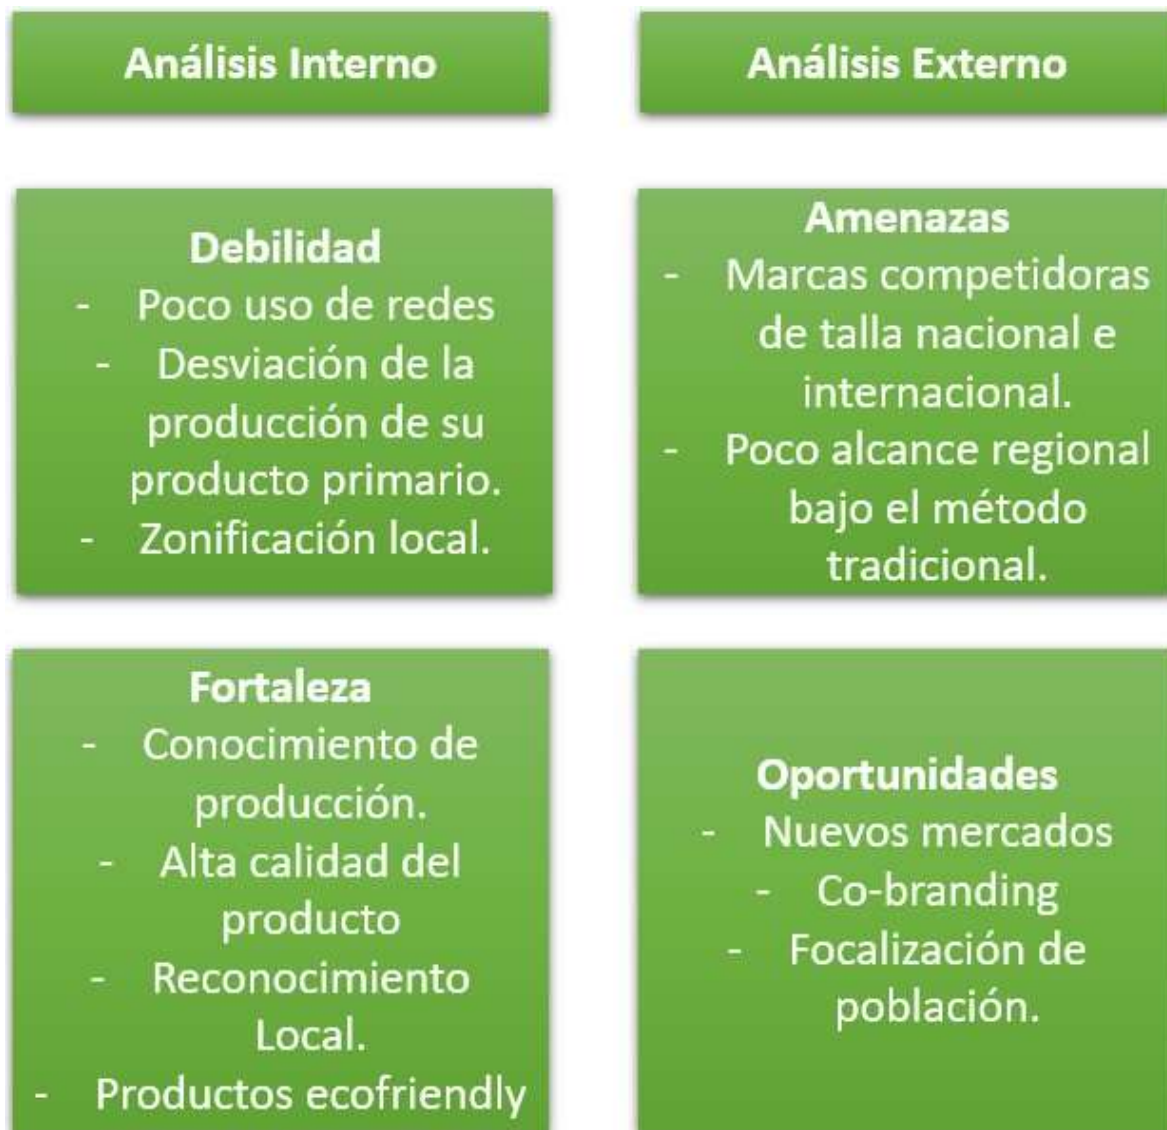 Análisis Interno
Análisis Externo
Debilidad
- Poco uso de redes
- Desviación de la
producción de su
producto primario.
- Zonificación local.
Amenazas
- Marcas competidoras
de talla nacional e
internacional.
- Poco alcance regional
bajo el método
tradicional.
Fortaleza
- Conocimiento de
producción.
- Alta calidad del
producto
- Reconocimiento
Local.
- Productos ecofriendly
Oportunidades
- Nuevos mercados
- Co-branding
- Focalización de
población.